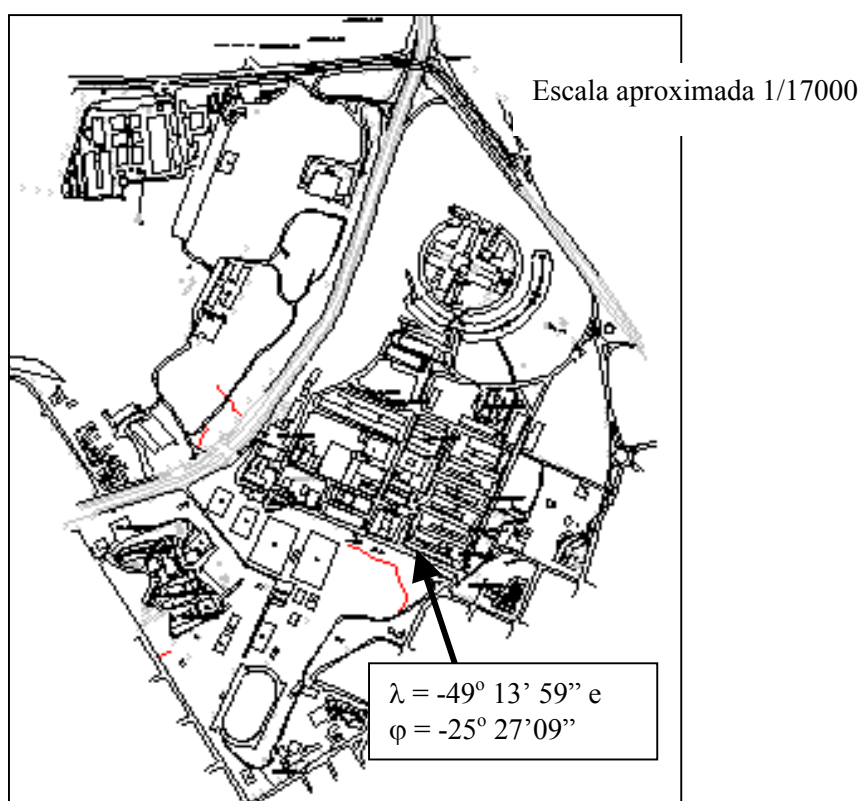 Escala aproximada 1/17000
λ = -49º 13’ 59” e
φ = -25º 27’09”